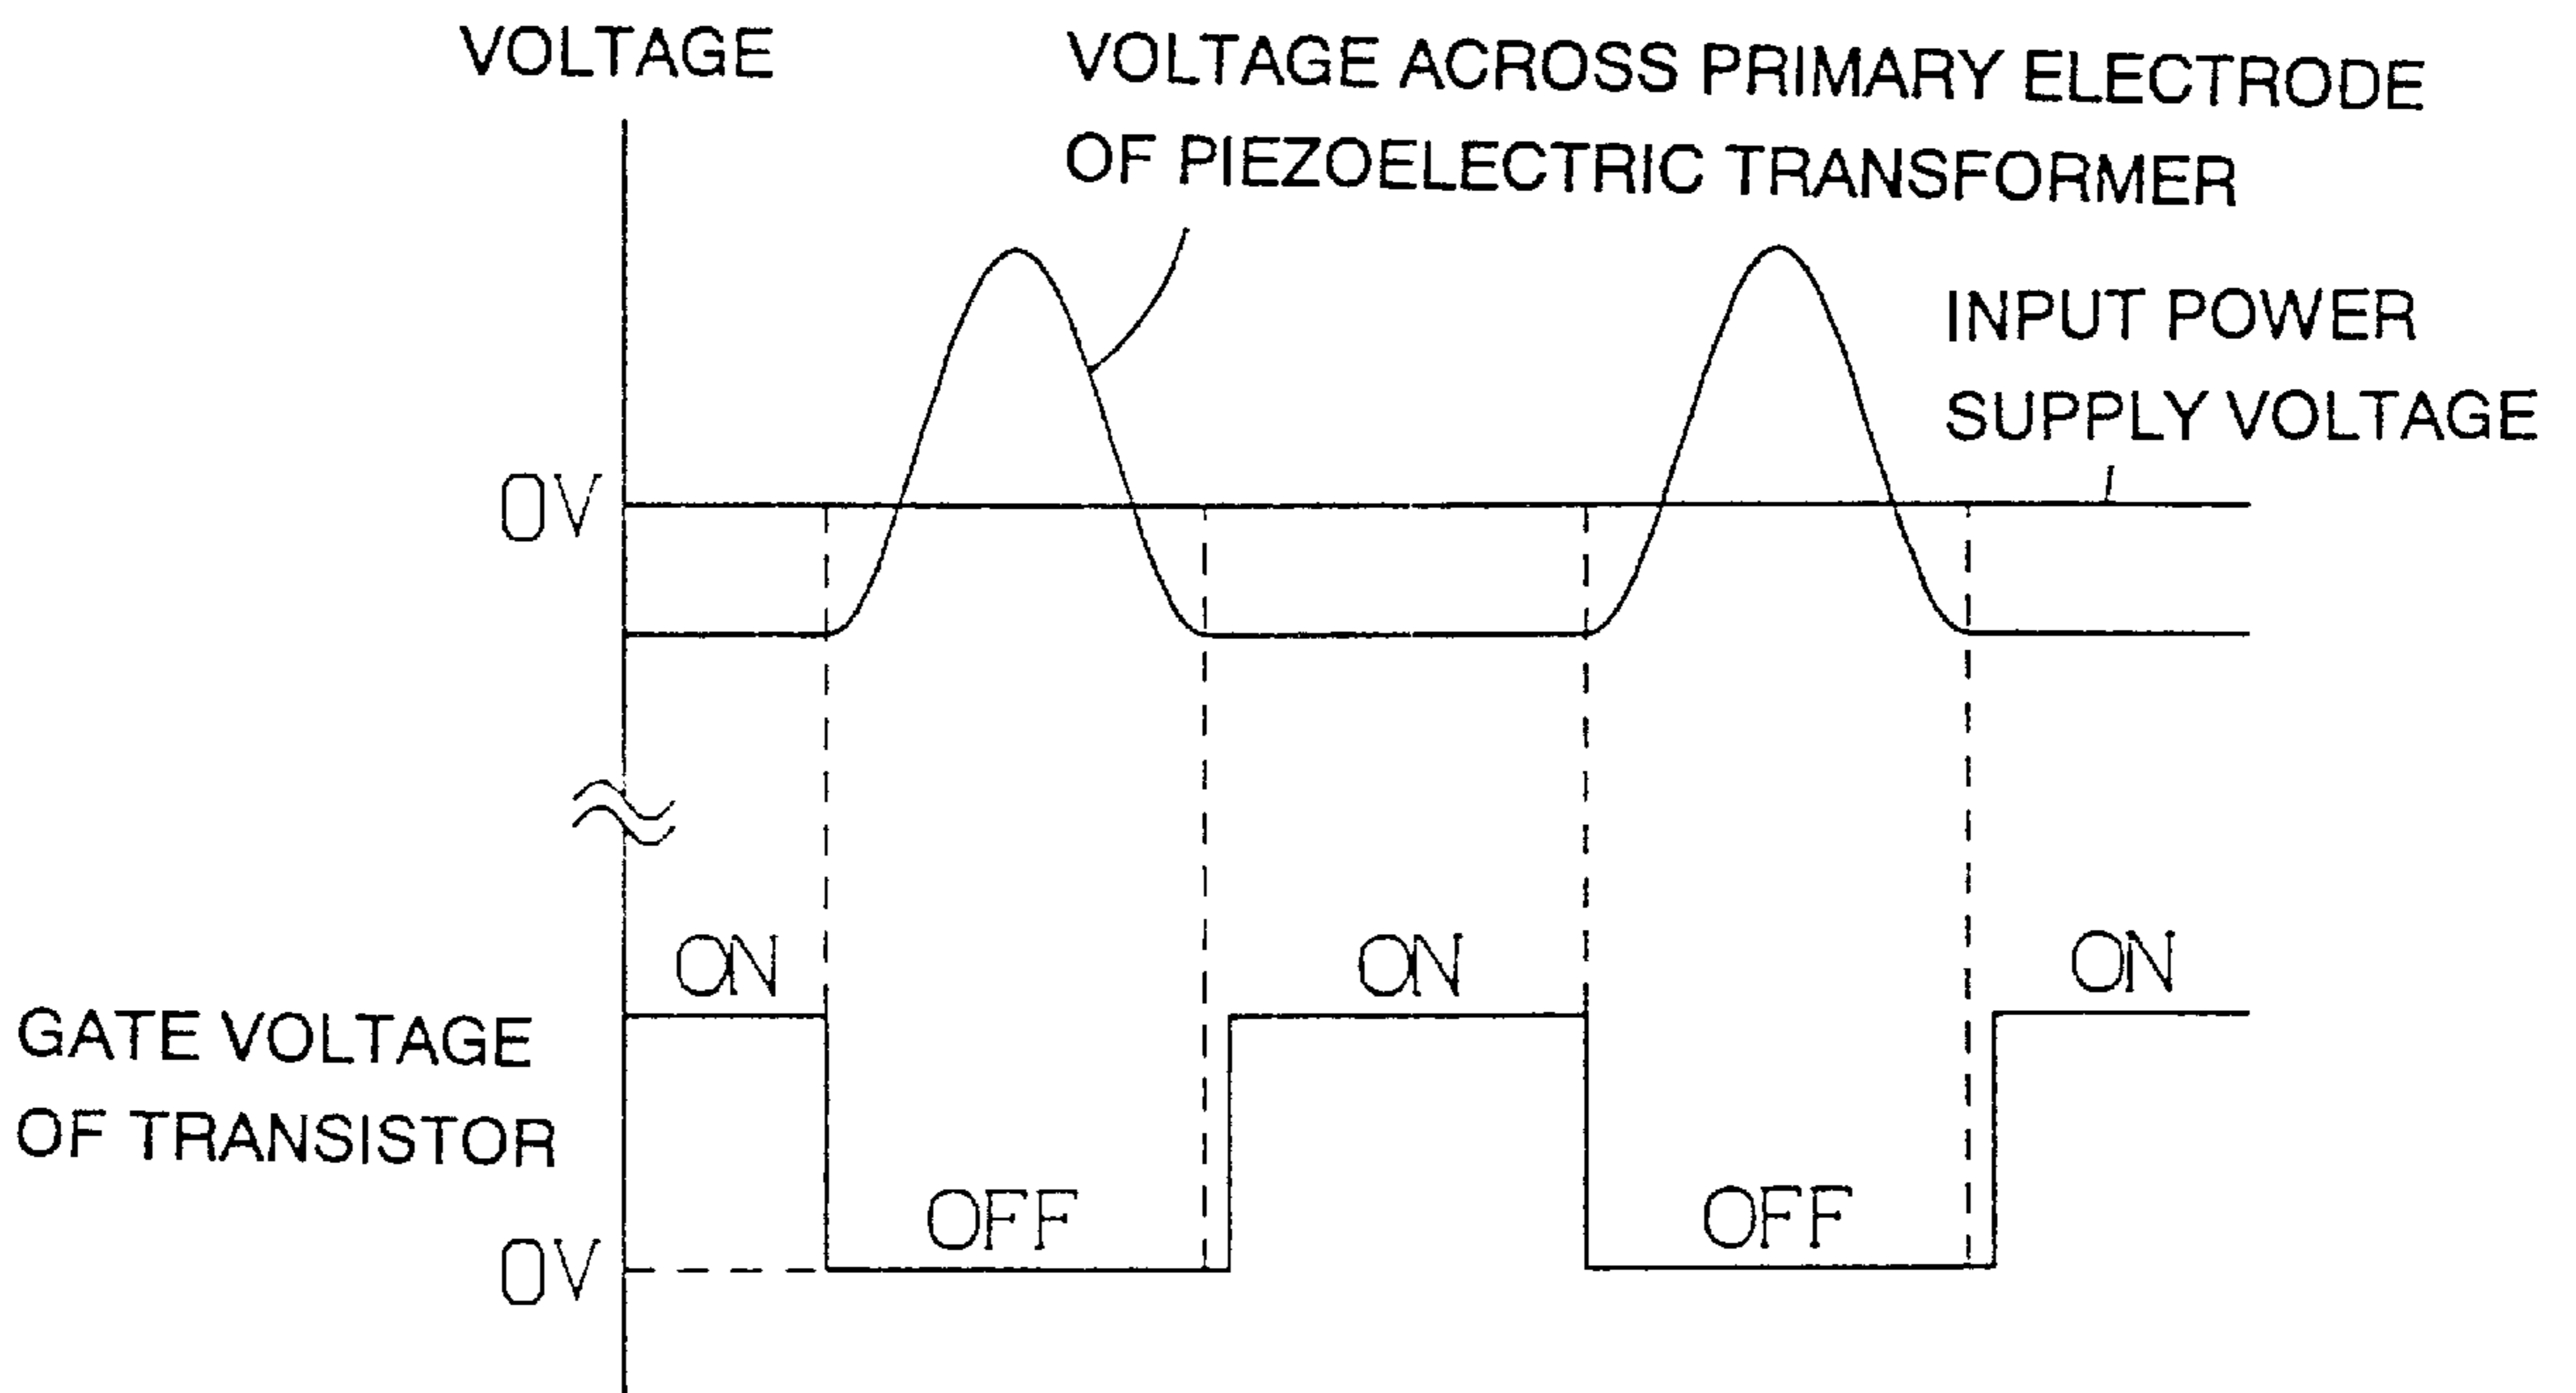 VOLTAGE
VOLTAGE ACROSS PRIMARY ELECTRODE
OF PIEZOELECTRIC TRANSFORMER
INPUT POWER
SUPPLY VOLTAGE
0V
ON
ON
ON
GATE VOLTAGE
OF TRANSISTOR
OFF
OFF
0V